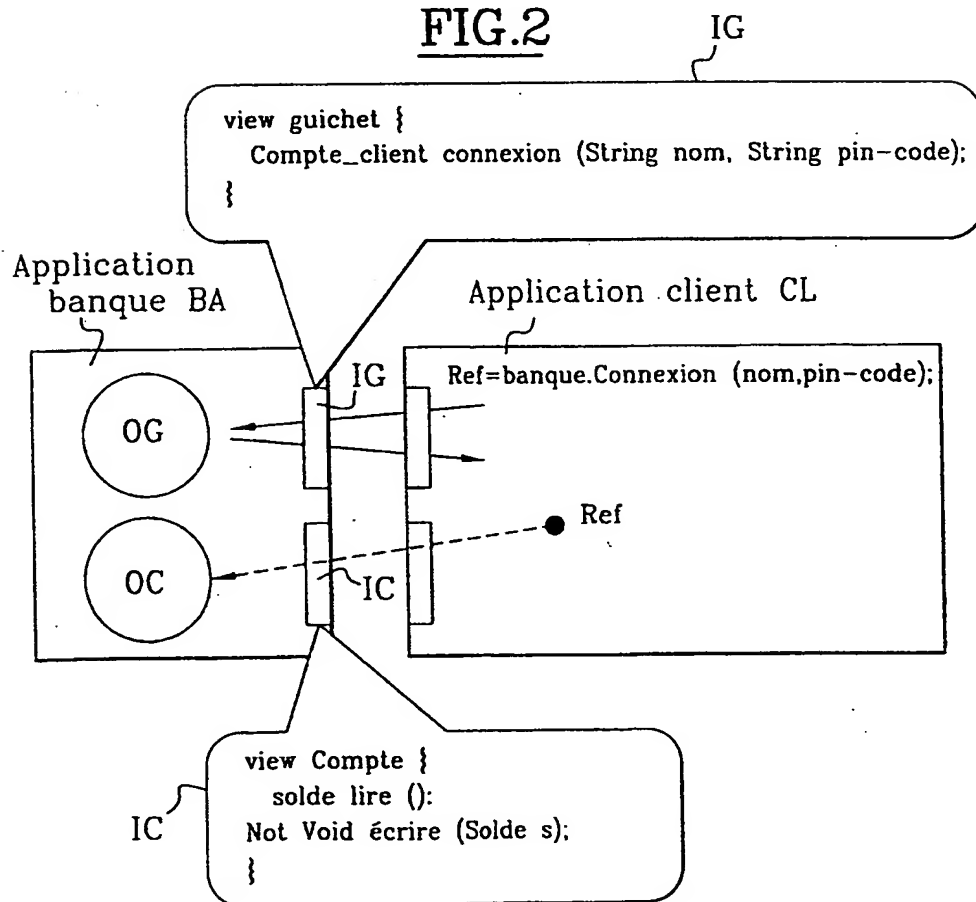 FIG.2
IG
view guichet {
Compte_client connexion (String nom, String pin-code);
}
Application
banque BA
Application client CL
Ref=banque.Connexion (nom,pin-code);
IG
OG
Ref
OC
IC
view Compte {
solde lire ():
Not Void écrire (Solde s);
}
IC